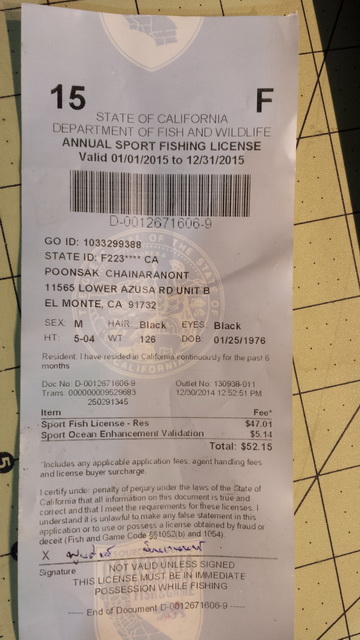 15 F
STATE OF CALIFORNIA
DEPARTMENT OF FISH AND WILDLIFE
ANNUAL SPORT FISHING LICENSE
Valid 01/01/2015 to 12/31/2015
D-0012671606-9
GO ID: 1033299388
STATE ID: F223**** CA
POONSAK CHAINARANONT
11565 LOWER AZUSA RD UNIT B
EL MONTE, CA 91732
SEX: M HAIR: Black EYES: Black
HT: 5-04 WT: 126 DOB: 01/25/1976
Resident. I have resided in California continuously for the past 6
months
Doc No: D-0012671606-9 Outlet No: 130938-011
Trans: 000000009529683 12/30/2014 12:52:51 PM
250291345
Item Fee*
Sport Fish License - Res $47.01
Sport Ocean Enhancement Validation $5.14
Total: $52.15
*Includes any applicable application fees, agent handling fees
and license buyer surcharge.
I certify under penalty of perjury under the laws of the State of
California that all information on this document is true and
correct and that I meet the requirements for these licenses. I
understand it is unlawful to make any false statement in this
application or to use or possess a license obtained by fraud or
deceit (Fish and Game Code §§1052(b) and 1054).
X
Signature
NOT VALID UNLESS SIGNED
THIS LICENSE MUST BE IN IMMEDIATE
POSSESSION WHILE FISHING
----- End of Document D-0012671606-9 -----